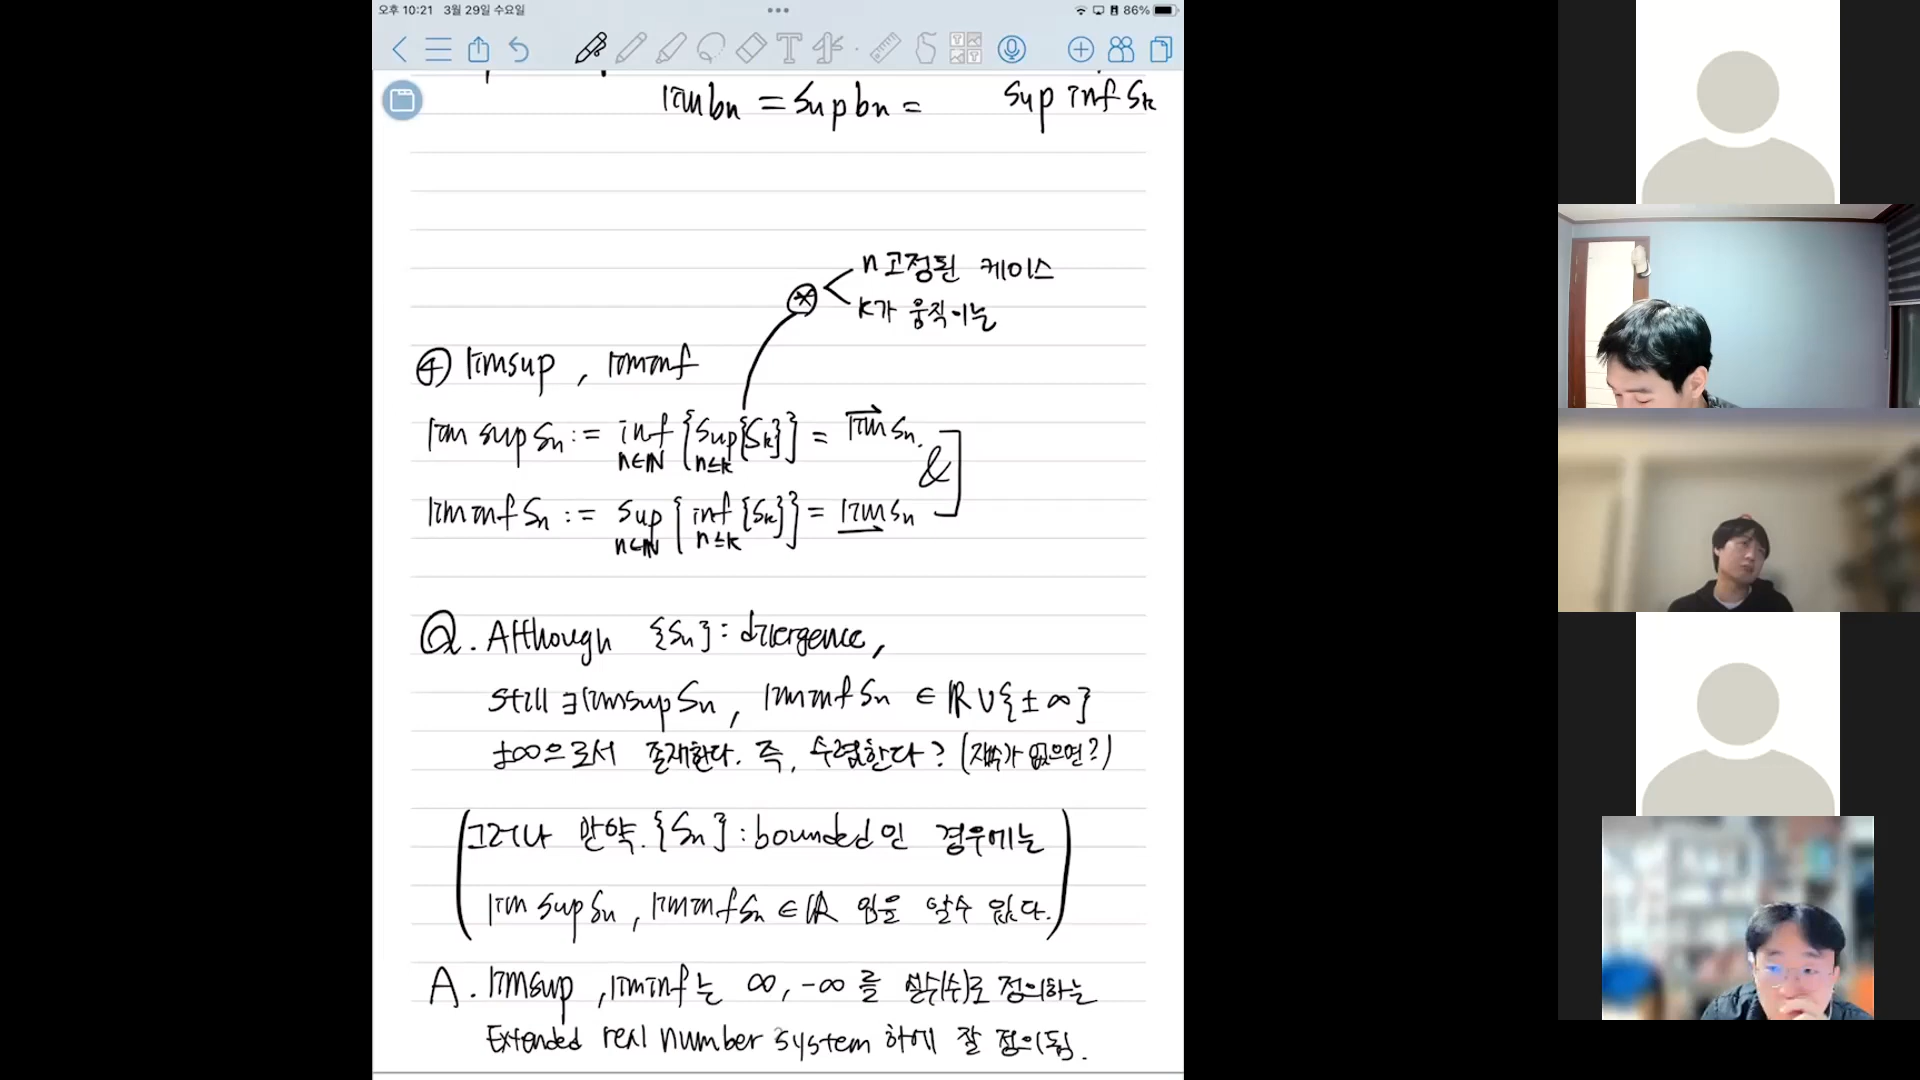 오후 10:21 3월 29일 수요일
86%
lim bn = sup bn = sup inf Sk
n고정된 케이스
k가 움직이는
⊕ limsup, liminf
lim sup Sn := inf n∈ℕ {sup n≤k {Sk}} = lim Sn.
&
liminf Sn := sup n∈ℕ {inf n≤k {Sk}} = lim Sn
Q. Although {Sn} : divergence,
still ∃limsup Sn, liminf Sn ∈ ℝ∪{±∞}
±∞으로서 존재한다. 즉, 수렴한다? (재쓱가 없으면?)
(그러나 만약. {Sn} : bounded인 경우에는
lim sup Sn, liminf Sn ∈ ℝ 임을 알수 있다.)
A. limsup, liminf는 ∞, -∞를 실수(수)로 정의하는
Extended real number system 하에 잘 정의(됨).